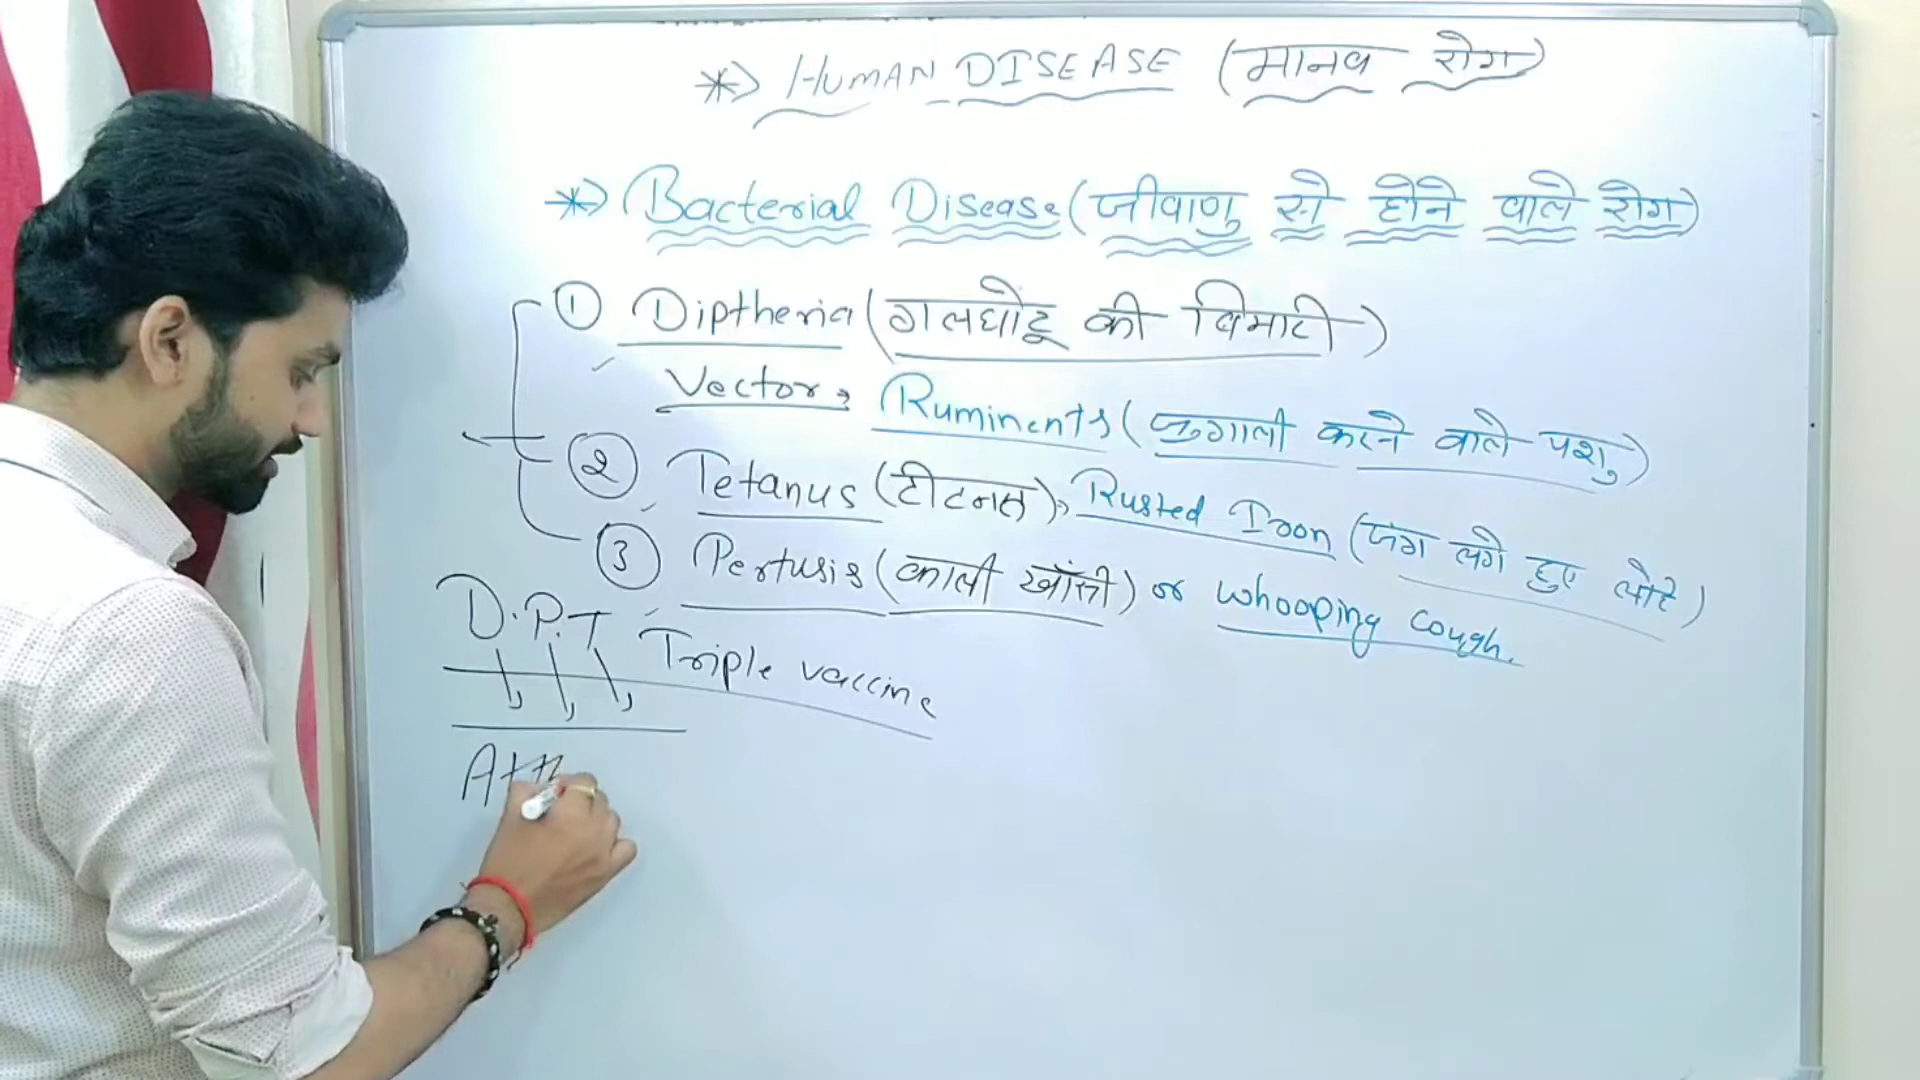 *> HUMAN DISEASE (मानव रोग)
*> Bacterial Disease (जीवाणु से होने वाले रोग)
① Diptheria (गलघोंटू की बिमारी)
Vector → Ruminents (जुगाली करने वाले पशु)
② Tetanus (टीटनस) → Rusted Iron (जंग लगे हुए लोहे)
③ Pertusis (काली खाँसी) or whooping cough.
D.P.T Triple vaccine